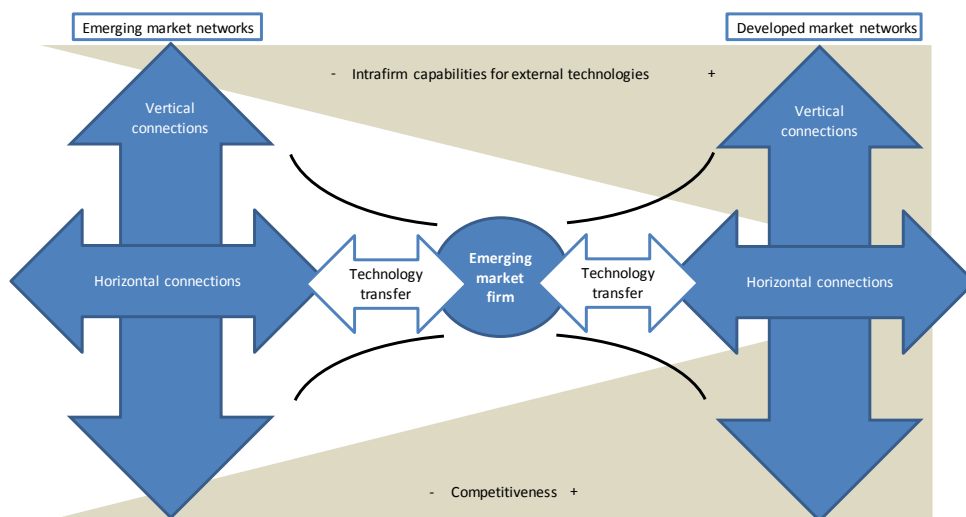 Emerging market networks
Developed market networks
- Intrafirm capabilities for external technologies +
Vertical
connections
Vertical
connections
Horizontal connections
Technology
transfer
Emerging
market
firm
Technology
transfer
Horizontal connections
- Competitiveness +